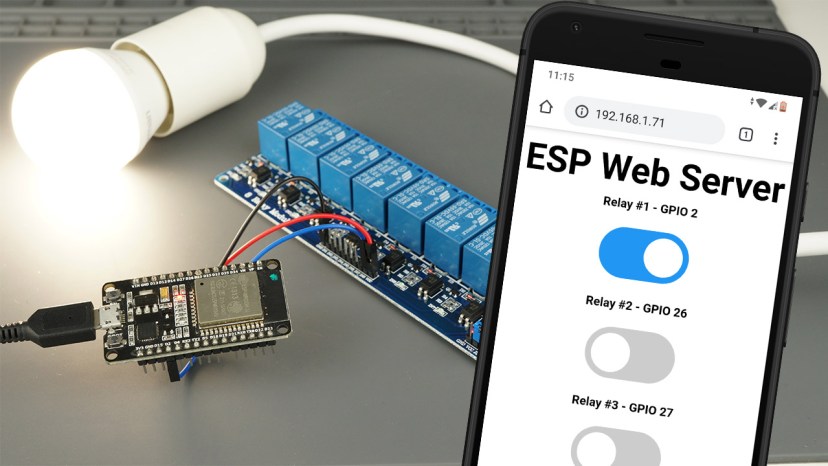 11:15
192.168.1.71
1
ESP Web Server
Relay #1 - GPIO 2
Relay #2 - GPIO 26
Relay #3 - GPIO 27